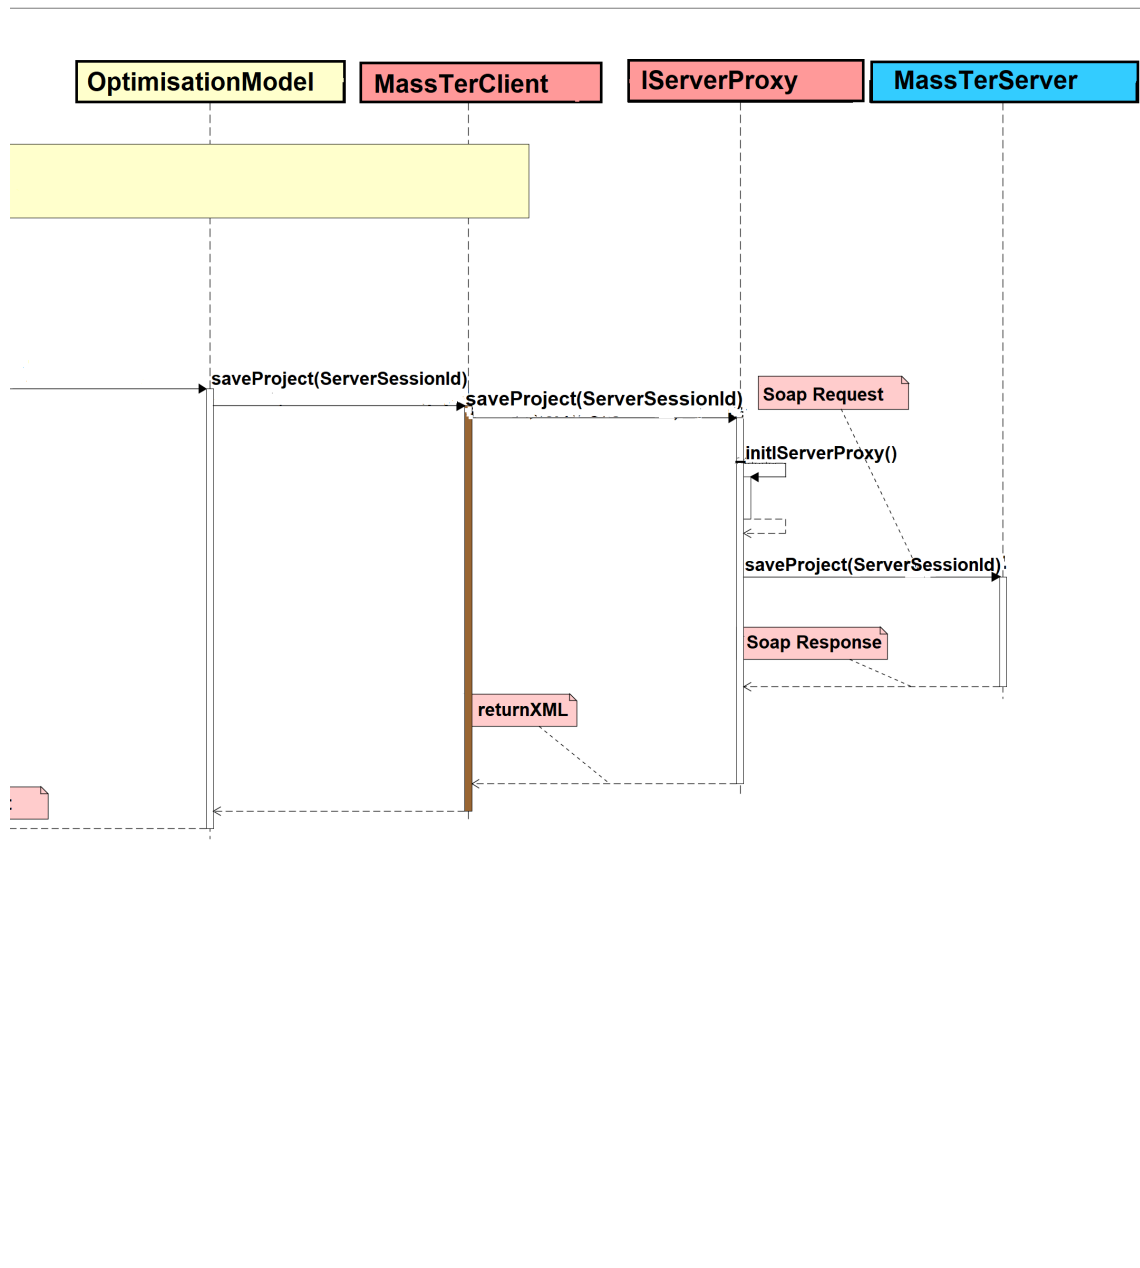 OptimisationModel
MassTerClient
IServerProxy
MassTerServer
saveProject(ServerSessionId)
saveProject(ServerSessionId)
Soap Request
initIServerProxy()
saveProject(ServerSessionId)
Soap Response
returnXML